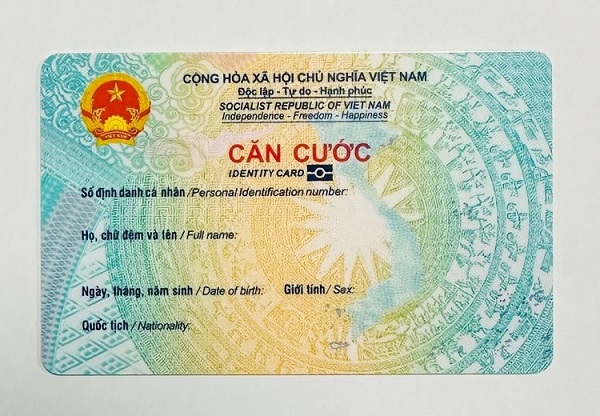 CỘNG HÒA XÃ HỘI CHỦ NGHĨA VIỆT NAM
Độc lập - Tự do - Hạnh phúc
SOCIALIST REPUBLIC OF VIET NAM
Independence - Freedom - Happiness
CĂN CƯỚC
IDENTITY CARD
Số định danh cá nhân / Personal Identification number:
Họ, chữ đệm và tên / Full name:
Ngày, tháng, năm sinh / Date of birth: Giới tính / Sex:
Quốc tịch / Nationality:
VIỆT NAM